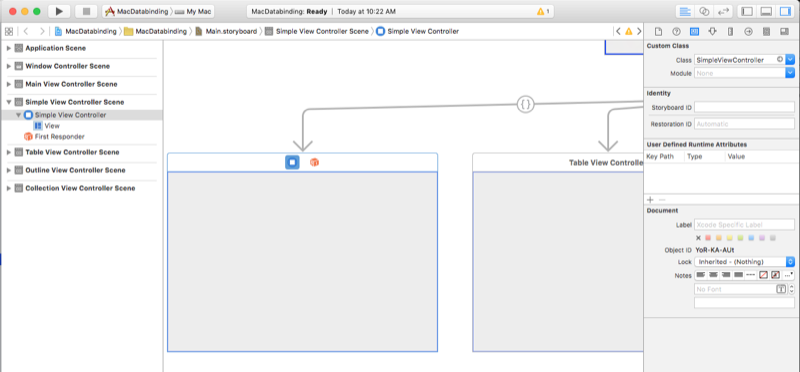 MacDatabinding
My Mac
MacDatabinding: Ready | Today at 10:22 AM
1
MacDatabinding
MacDatabinding
Main.storyboard
Simple View Controller Scene
Simple View Controller
Application Scene
Window Controller Scene
Main View Controller Scene
Simple View Controller Scene
Simple View Controller
View
First Responder
Table View Controller Scene
Outline View Controller Scene
Collection View Controller Scene
{}
Table View Controlle
Custom Class
Class SimpleViewController
Module None
Identity
Storyboard ID
Restoration ID Automatic
User Defined Runtime Attributes
Key Path Type Value
+ −
Document
Label Xcode Specific Label
Object ID YoR-KA-AUt
Lock Inherited - (Nothing)
Notes
No Font